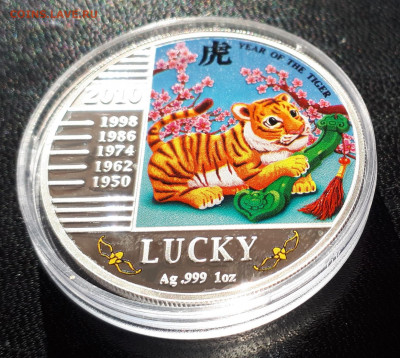 虎 YEAR OF THE TIGER
2010
1998
1986
1974
1962
1950
LUCKY
Ag .999 1oz